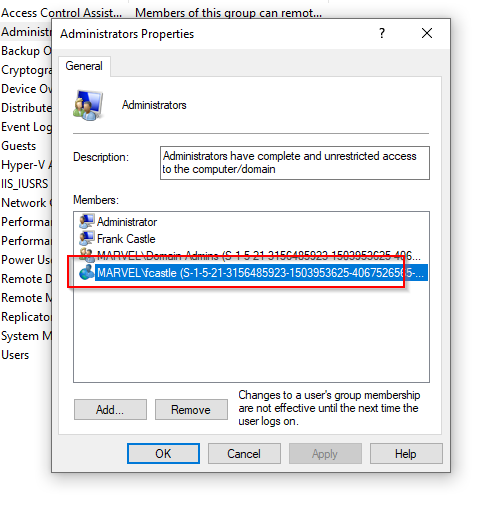 Access Control Assist... Members of this group can remot...
Administr
Administrators Properties
Backup O
General
Cryptogra
Device Ow
Administrators
Distribute
Event Log
Guests
Description: Administrators have complete and unrestricted access
to the computer/domain
Hyper-V A
IIS_IUSRS
Members:
Network C
Performa
Performa
Power Use
Remote D
Remote M
Replicator
System M
Users
Administrator
Frank Castle
MARVEL\Domain Admins (S-1-5-21-3156485923-1503953625-406...
MARVEL\fcastle (S-1-5-21-3156485923-1503953625-4067526565-...
Add... Remove
Changes to a user's group membership
are not effective until the next time the
user logs on.
OK Cancel Apply Help